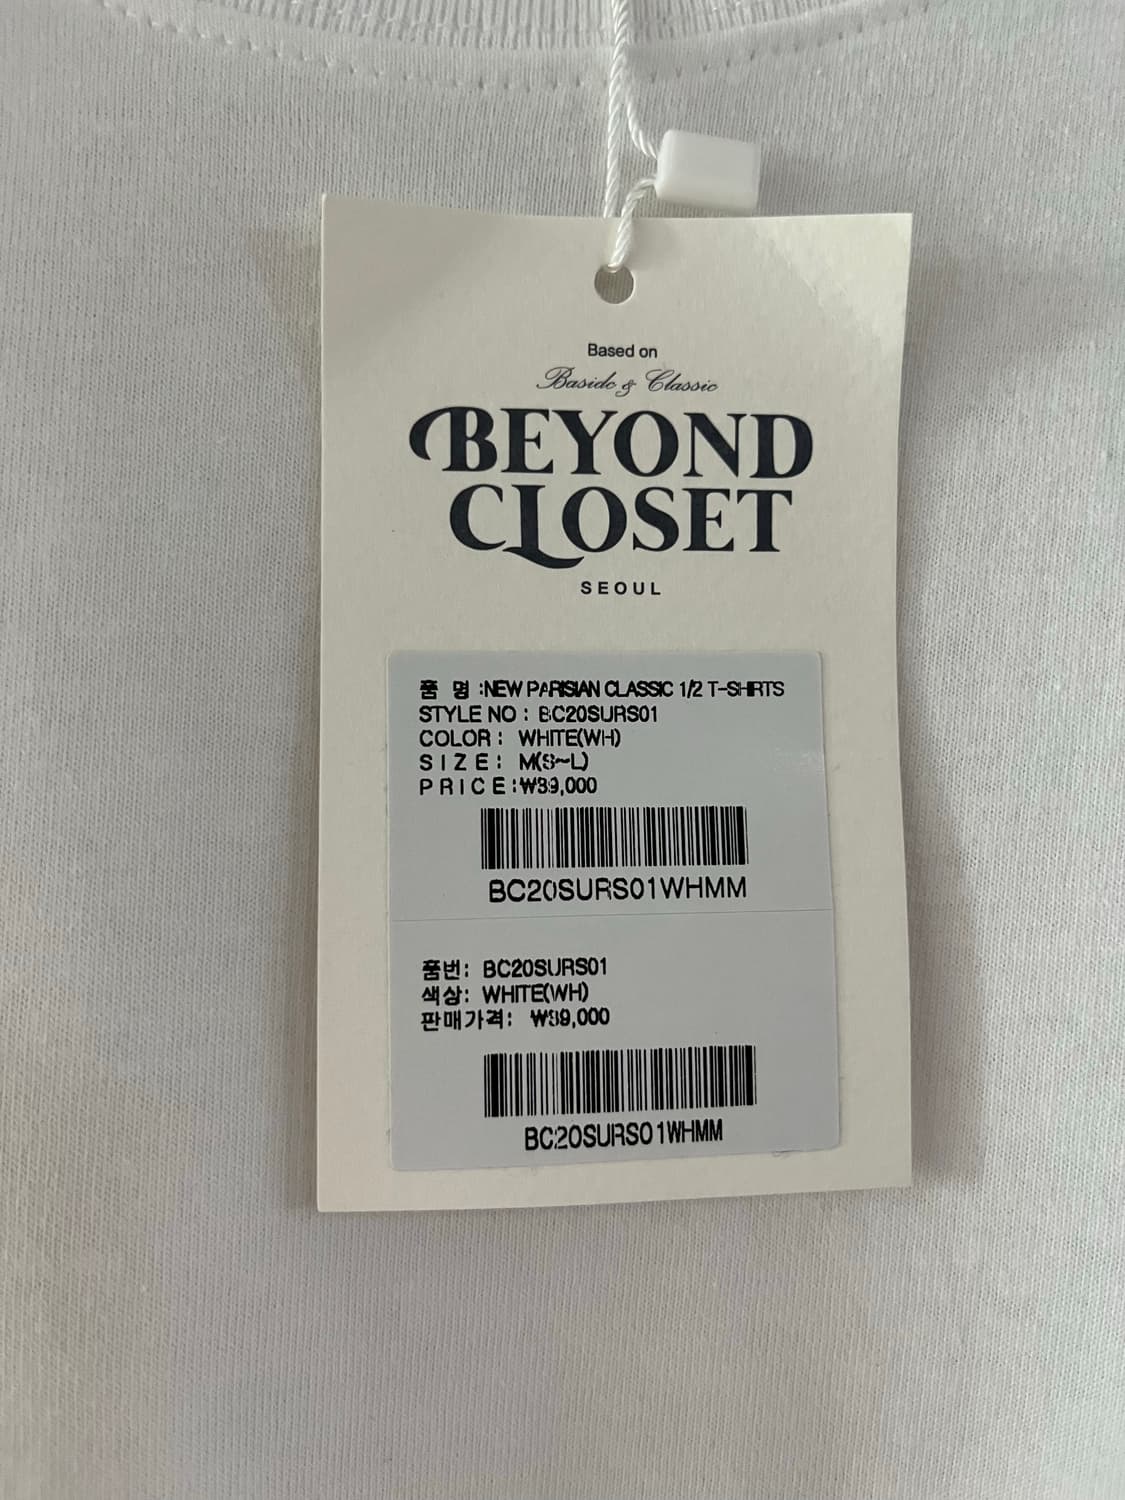 Based on
Baside & Classic
BEYOND
CLOSET
SEOUL
품 명 :NEW PARISIAN CLASSIC 1/2 T-SHIRTS
STYLE NO : BC20SURS01
COLOR : WHITE(WH)
SIZE : M(S~L)
PRICE :₩39,000
BC20SURS01WHMM
품번: BC20SURS01
색상: WHITE(WH)
판매가격: ₩39,000
BC20SURS01WHMM